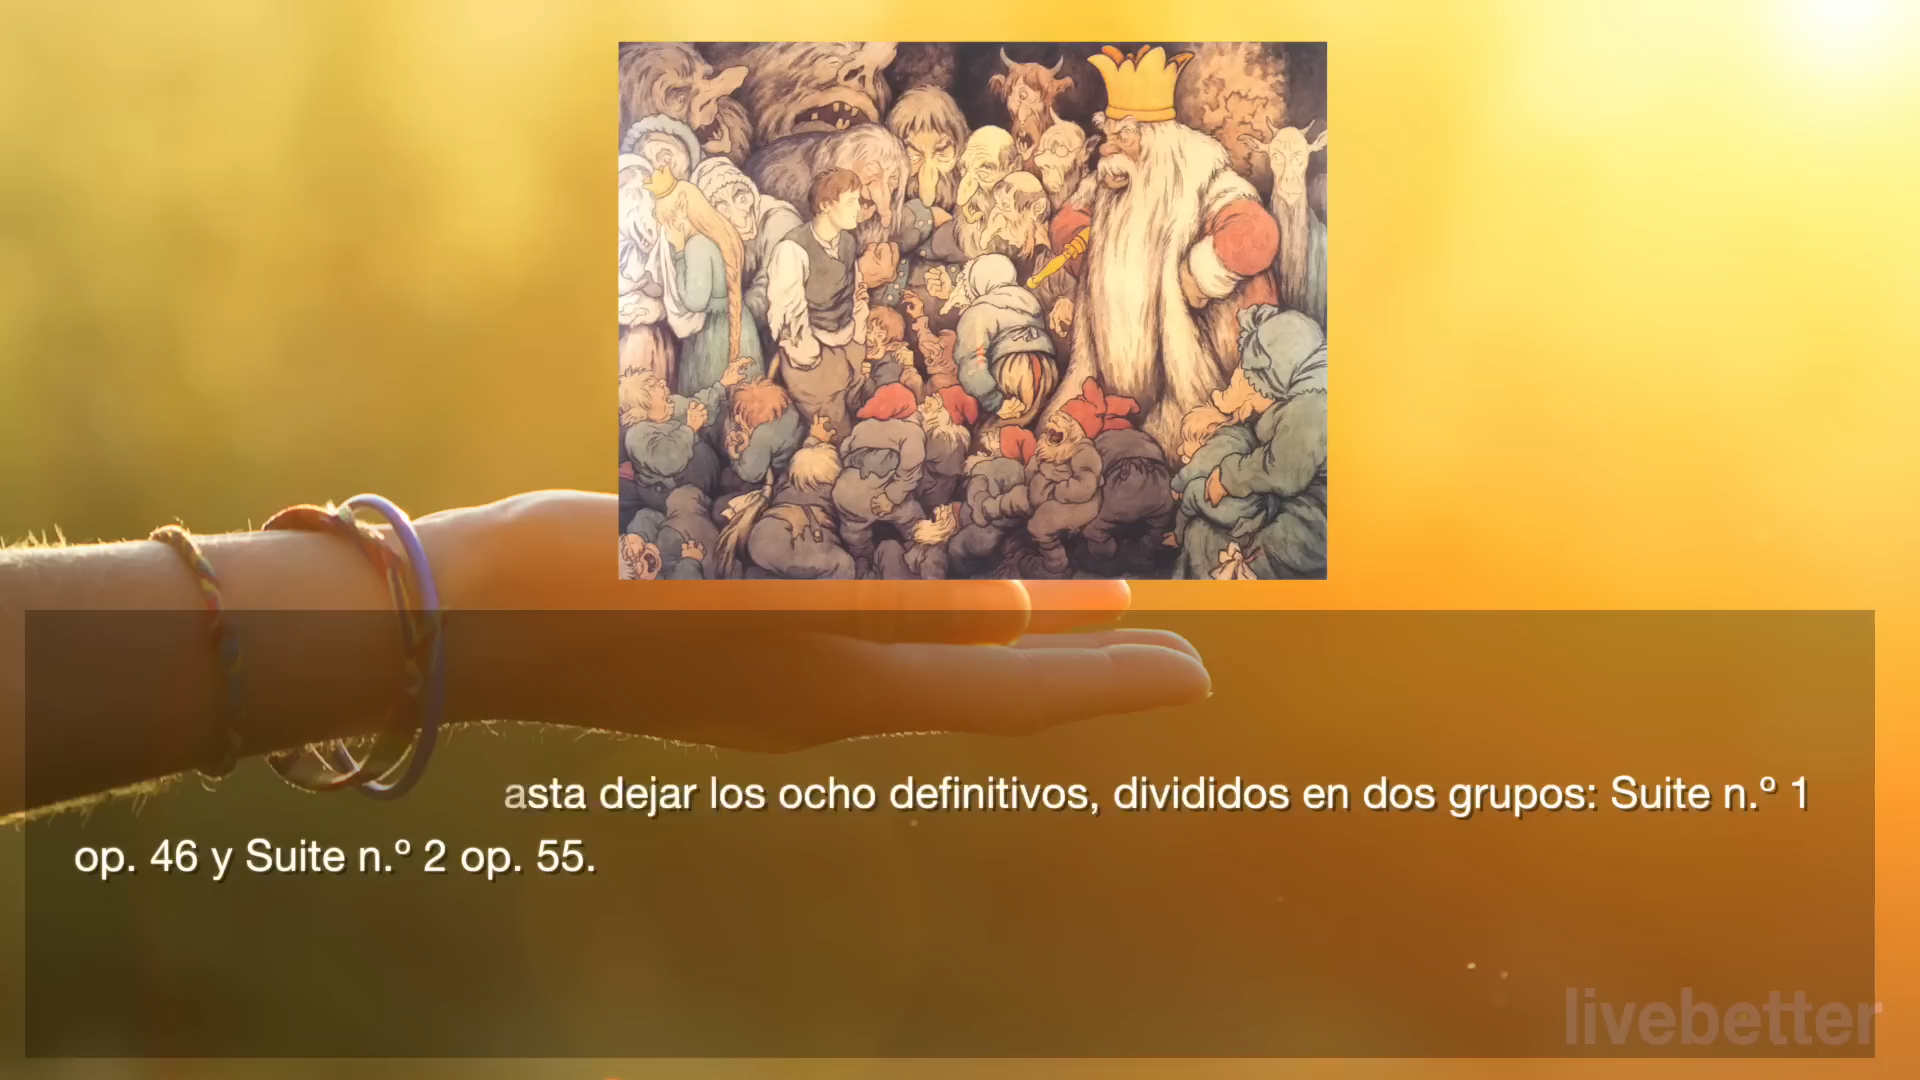 asta dejar los ocho definitivos, divididos en dos grupos: Suite n.º 1
op. 46 y Suite n.º 2 op. 55.
livebetter